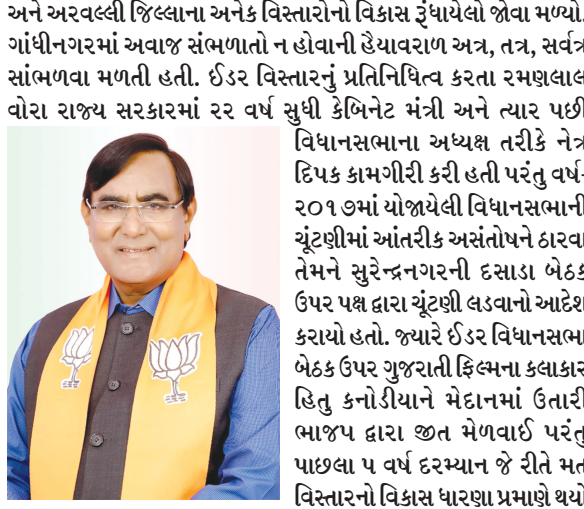 અને અરવલ્લી જિલ્લાના અનેક વિસ્તારોનો વિકાસ રૂંધાયેલો જોવા મળ્યો.
ગાંધીનગરમાં અવાજ સંભળાતો ન હોવાની હૈયાવરાળ અત્ર, તત્ર, સર્વત્ર
સાંભળવા મળતી હતી. ઈડર વિસ્તારનું પ્રતિનિધિત્વ કરતા રમણલાલ
વોરા રાજ્ય સરકારમાં ૨૨ વર્ષ સુધી કેબિનેટ મંત્રી અને ત્યાર પછી
વિધાનસભાના અધ્યક્ષ તરીકે નેત્ર
દિપક કામગીરી કરી હતી પરંતુ વર્ષ-
૨૦૧૭માં યોજાયેલી વિધાનસભાની
ચૂંટણીમાં આંતરીક અસંતોષને ઠારવા
તેમને સુરેન્દ્રનગરની દસાડા બેઠક
ઉપર પક્ષ દ્વારા ચૂંટણી લડવાનો આદેશ
કરાયો હતો. જ્યારે ઈડર વિધાનસભા
બેઠક ઉપર ગુજરાતી ફિલ્મના કલાકાર
હિતુ કનોડીયાને મેદાનમાં ઉતારી
ભાજપ દ્વારા જીત મેળવાઈ પરંતુ
પાછલા ૫ વર્ષ દરમ્યાન જે રીતે મત
વિસ્તારનો વિકાસ ધારણા પ્રમાણે થયો